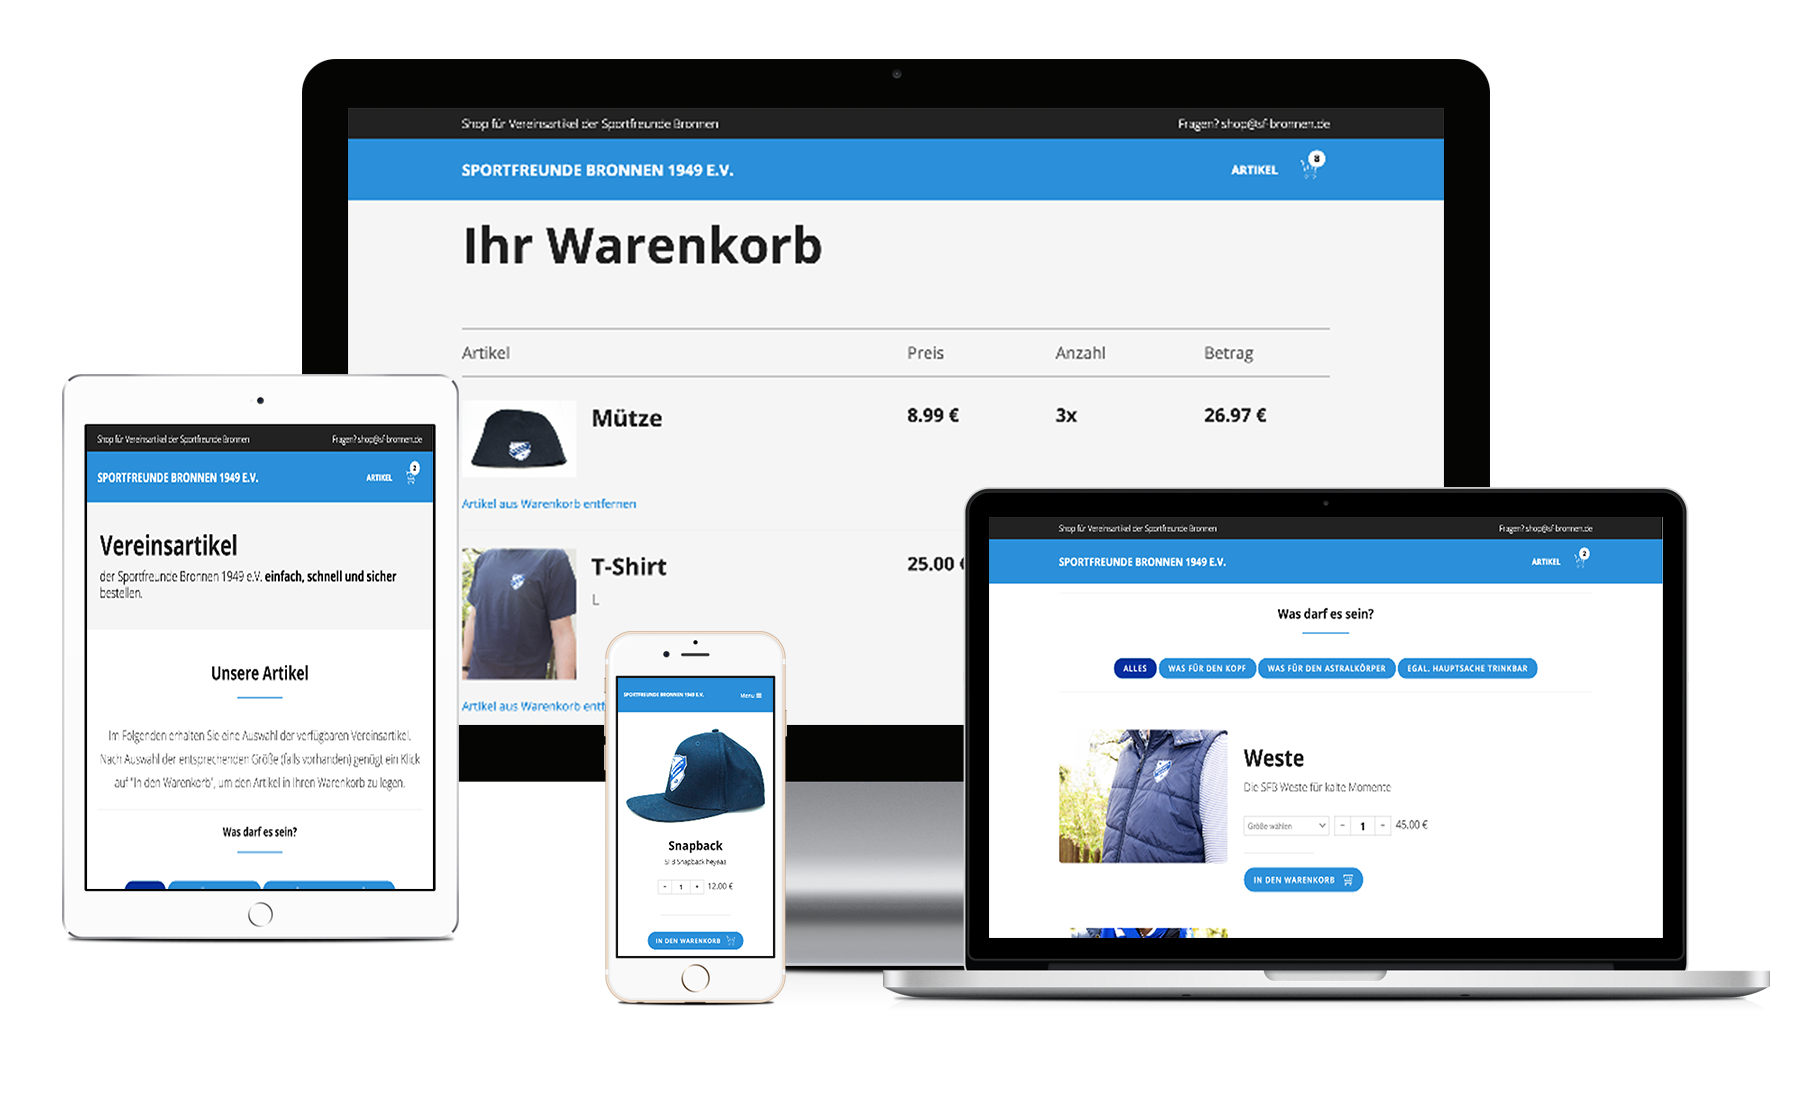 Shop für Vereinsartikel der Sportfreunde Bronnen
Fragen? shop@sf-bronnen.de
SPORTFREUNDE BRONNEN 1949 E.V.
ARTIKEL
8
Ihr Warenkorb
Artikel Preis Anzahl Betrag
Mütze 8.99 € 3x 26.97 €
Artikel aus Warenkorb entfernen
T-Shirt 25.00 €
L
Artikel aus Warenkorb entf
Shop für Vereinsartikel der Sportfreunde Bronnen
Fragen? shop@sf-bronnen.de
SPORTFREUNDE BRONNEN 1949 E.V.
ARTIKEL
2
Vereinsartikel
der Sportfreunde Bronnen 1949 e.V. einfach, schnell und sicher
bestellen.
Unsere Artikel
Im Folgenden erhalten Sie eine Auswahl der verfügbaren Vereinsartikel.
Nach Auswahl der entsprechenden Größe (falls vorhanden) genügt ein Klick
auf "In den Warenkorb", um den Artikel in Ihren Warenkorb zu legen.
Was darf es sein?
SPORTFREUNDE BRONNEN 1949 E.V.
Menu
Snapback
SFB Snapback heyeaa
- 1 + 12.00 €
IN DEN WARENKORB
Shop für Vereinsartikel der Sportfreunde Bronnen
Fragen? shop@sf-bronnen.de
SPORTFREUNDE BRONNEN 1949 E.V.
ARTIKEL
2
Was darf es sein?
ALLES
WAS FÜR DEN KOPF
WAS FÜR DEN ASTRALKÖRPER
EGAL, HAUPTSACHE TRINKBAR
Weste
Die SFB Weste für kalte Momente
Größe wählen - 1 + 45.00 €
IN DEN WARENKORB